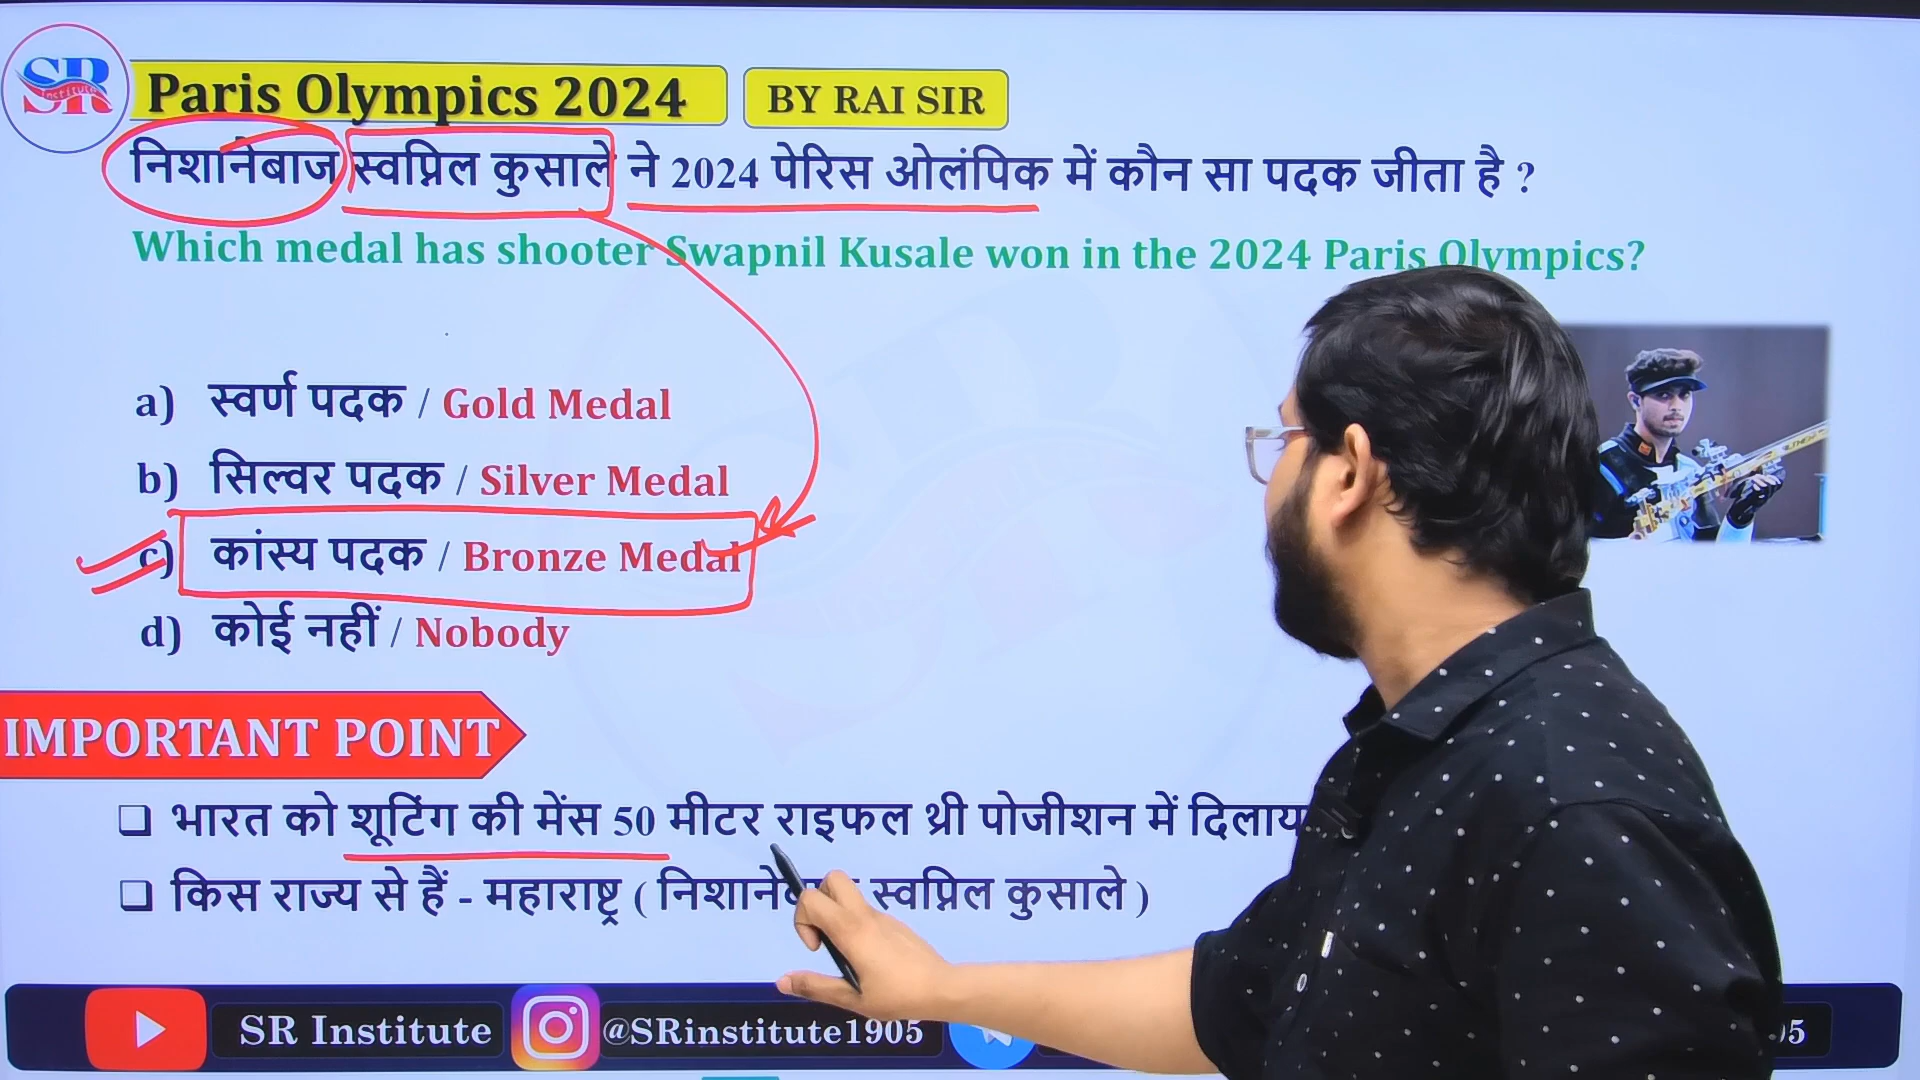 SR
Institute
Paris Olympics 2024
BY RAI SIR
निशानेबाज स्वप्निल कुसाले ने 2024 पेरिस ओलंपिक में कौन सा पदक जीता है ?
Which medal has shooter Swapnil Kusale won in the 2024 Paris Olympics?
a) स्वर्ण पदक / Gold Medal
b) सिल्वर पदक / Silver Medal
c) कांस्य पदक / Bronze Medal
d) कोई नहीं / Nobody
IMPORTANT POINT
❑ भारत को शूटिंग की मेंस 50 मीटर राइफल थ्री पोजीशन में दिलाय
❑ किस राज्य से हैं - महाराष्ट्र ( स्वप्निल कुसाले )
SR Institute
@SRinstitute1905